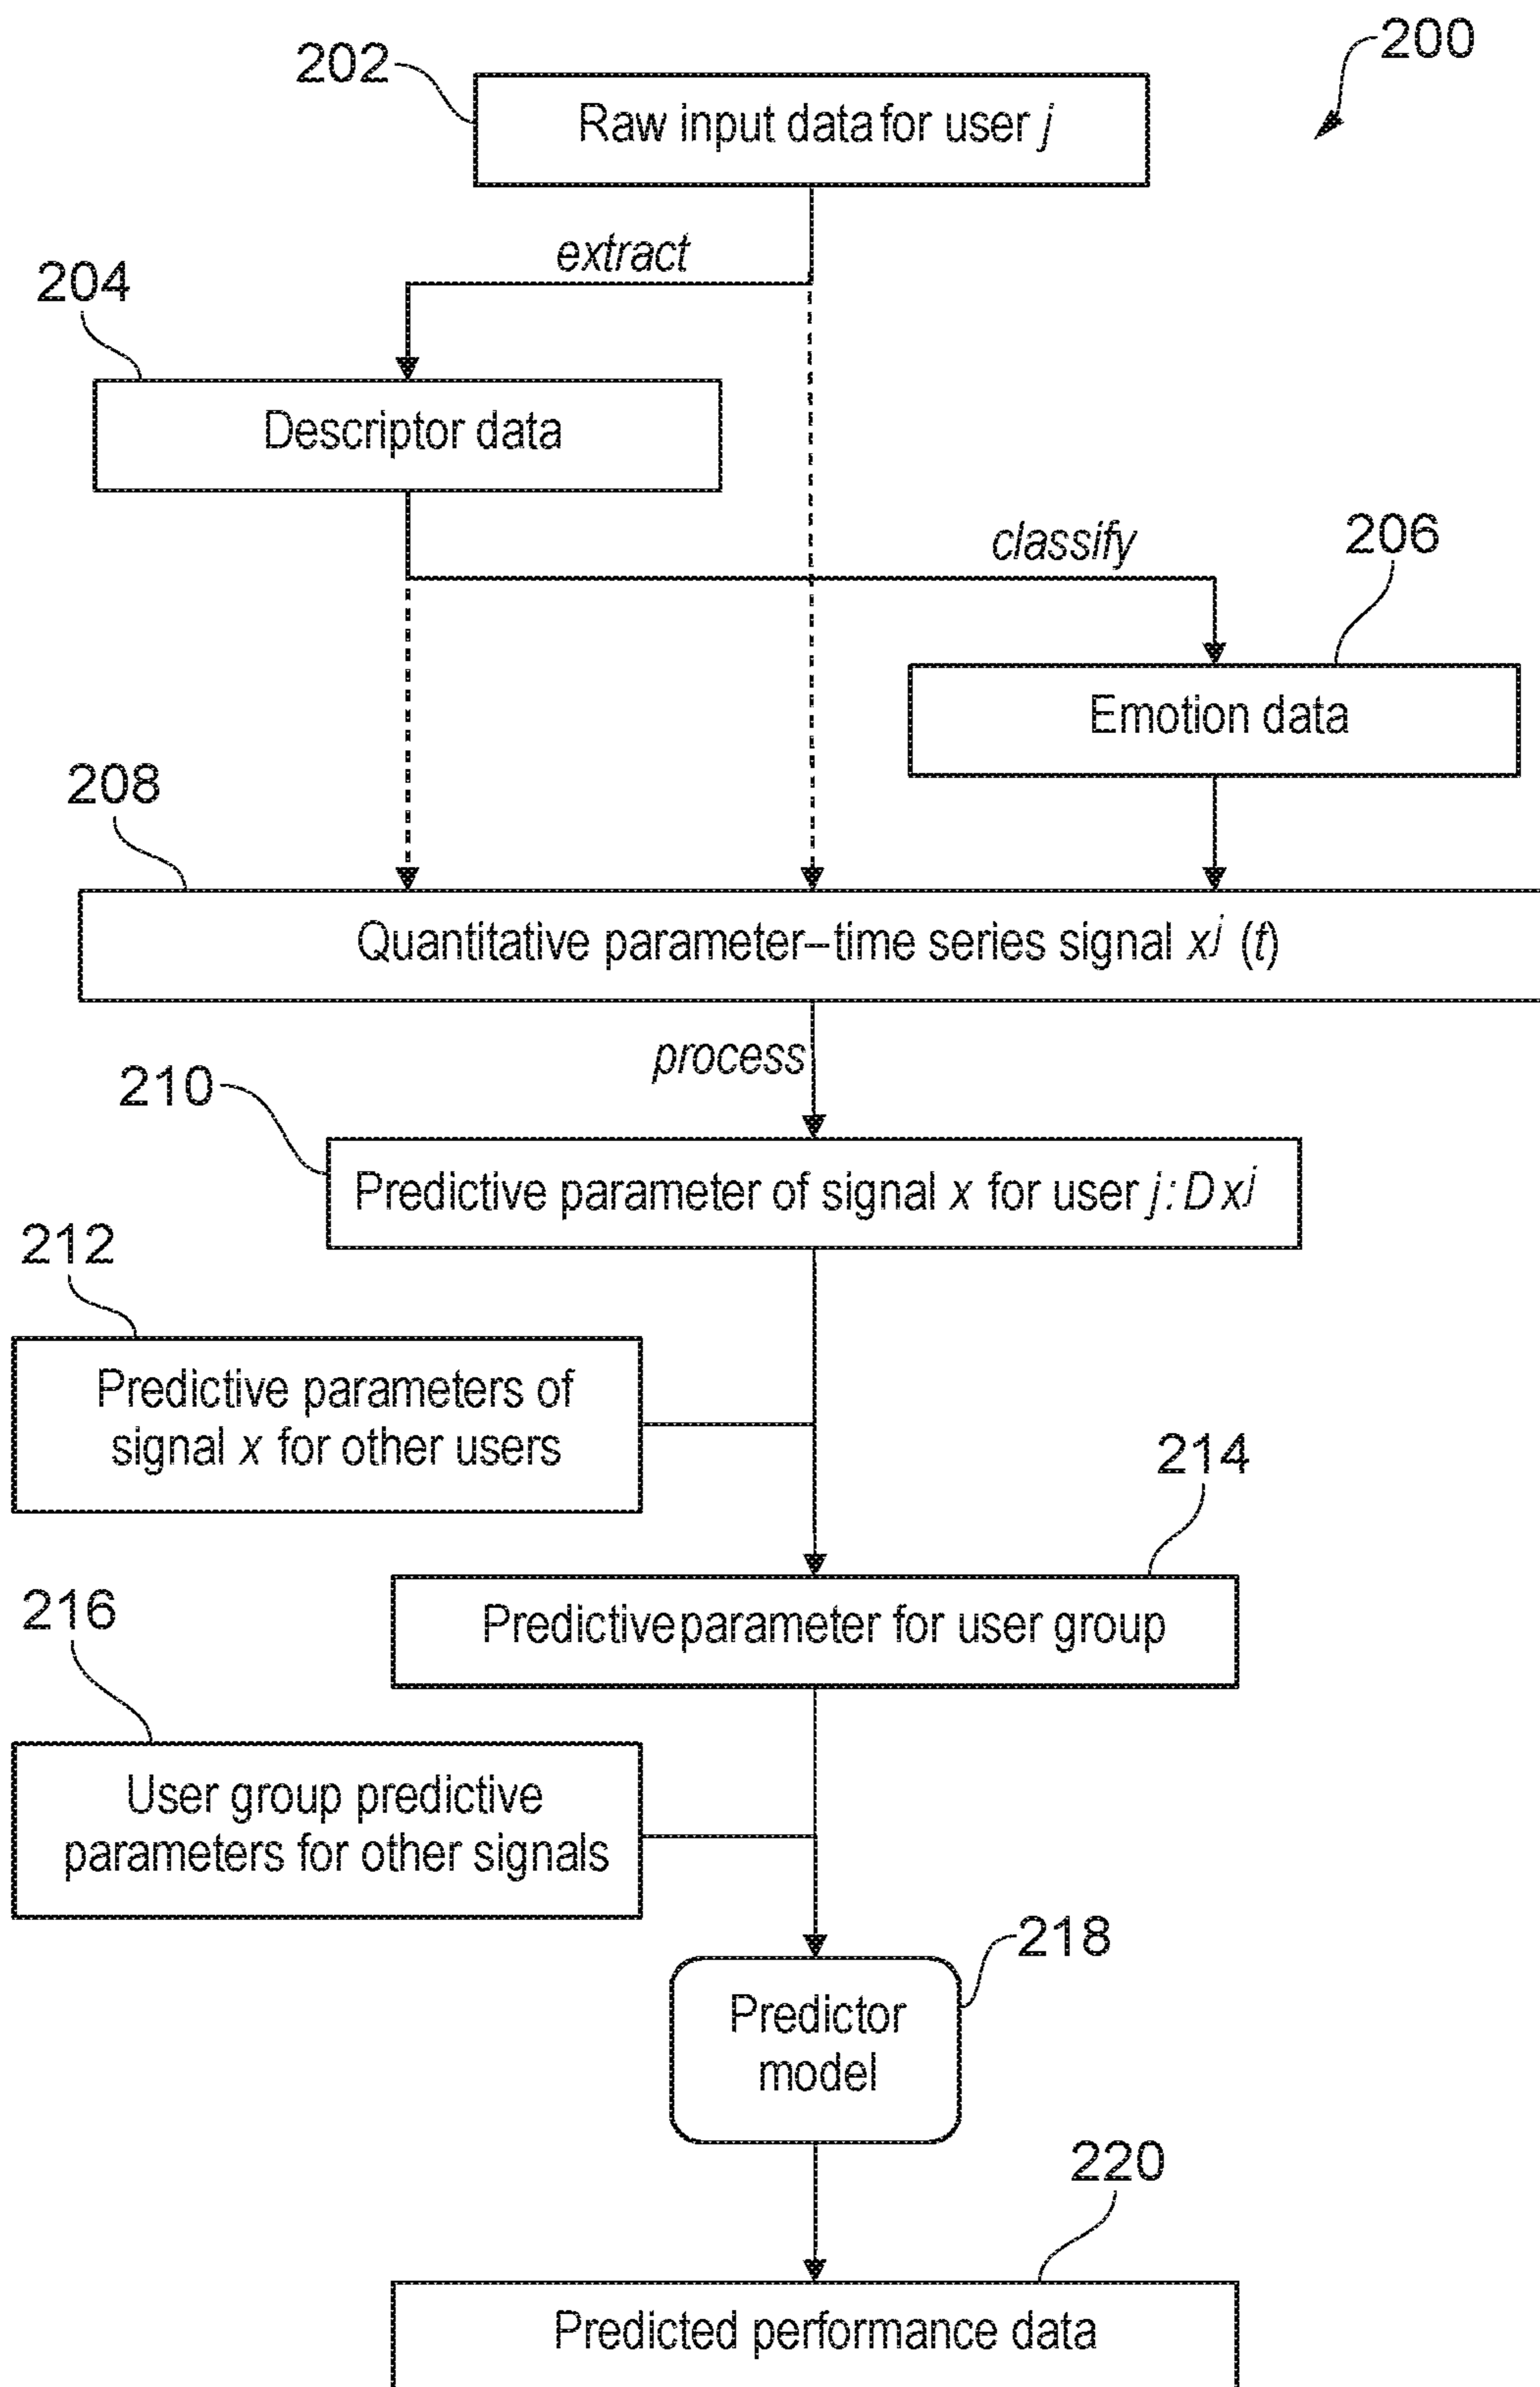 200
202
Raw input data for user j
extract
204
Descriptor data
classify
206
Emotion data
208
Quantitative parameter–time series signal xʲ (t)
process
210
Predictive parameter of signal x for user j: Dxʲ
212
Predictive parameters of
signal x for other users
214
Predictive parameter for user group
216
User group predictive
parameters for other signals
218
Predictor
model
220
Predicted performance data